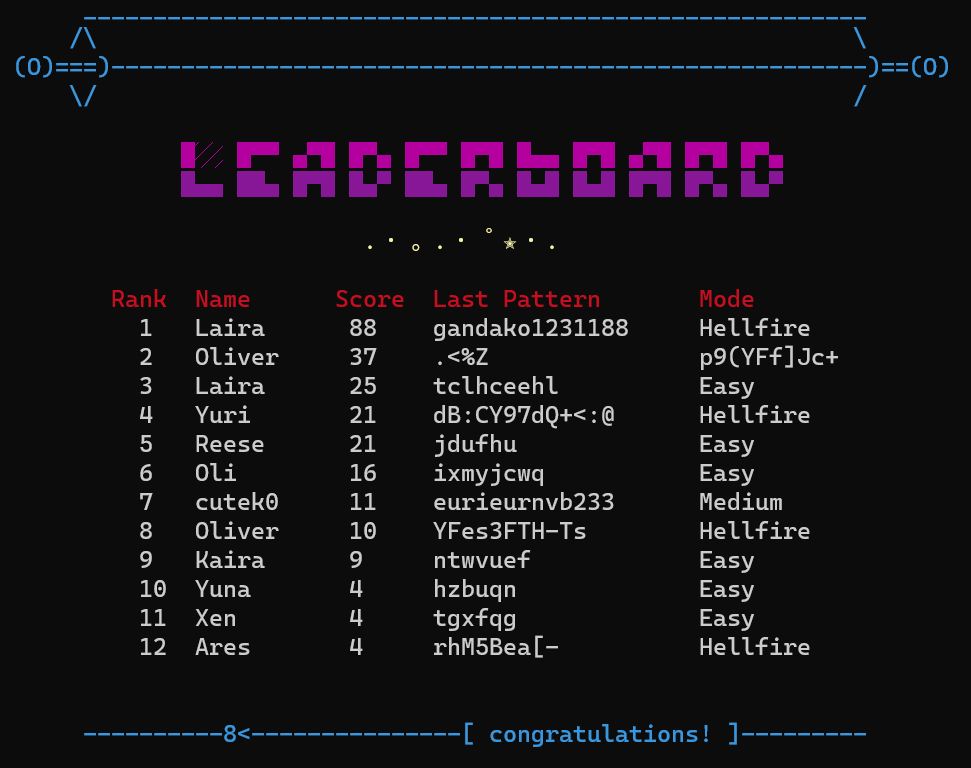 LEADERBOARD
Rank Name Score Last Pattern Mode
1 Laira 88 gandako1231188 Hellfire
2 Oliver 37 .<%Z p9(YFf]Jc+
3 Laira 25 tclhceehl Easy
4 Yuri 21 dB:CY97dQ+<:@ Hellfire
5 Reese 21 jdufhu Easy
6 Oli 16 ixmyjcwq Easy
7 cutek0 11 eurieurnvb233 Medium
8 Oliver 10 YFes3FTH-Ts Hellfire
9 Kaira 9 ntwvuef Easy
10 Yuna 4 hzbuqn Easy
11 Xen 4 tgxfqg Easy
12 Ares 4 rhM5Bea[- Hellfire
----------8<---------------[ congratulations! ]---------